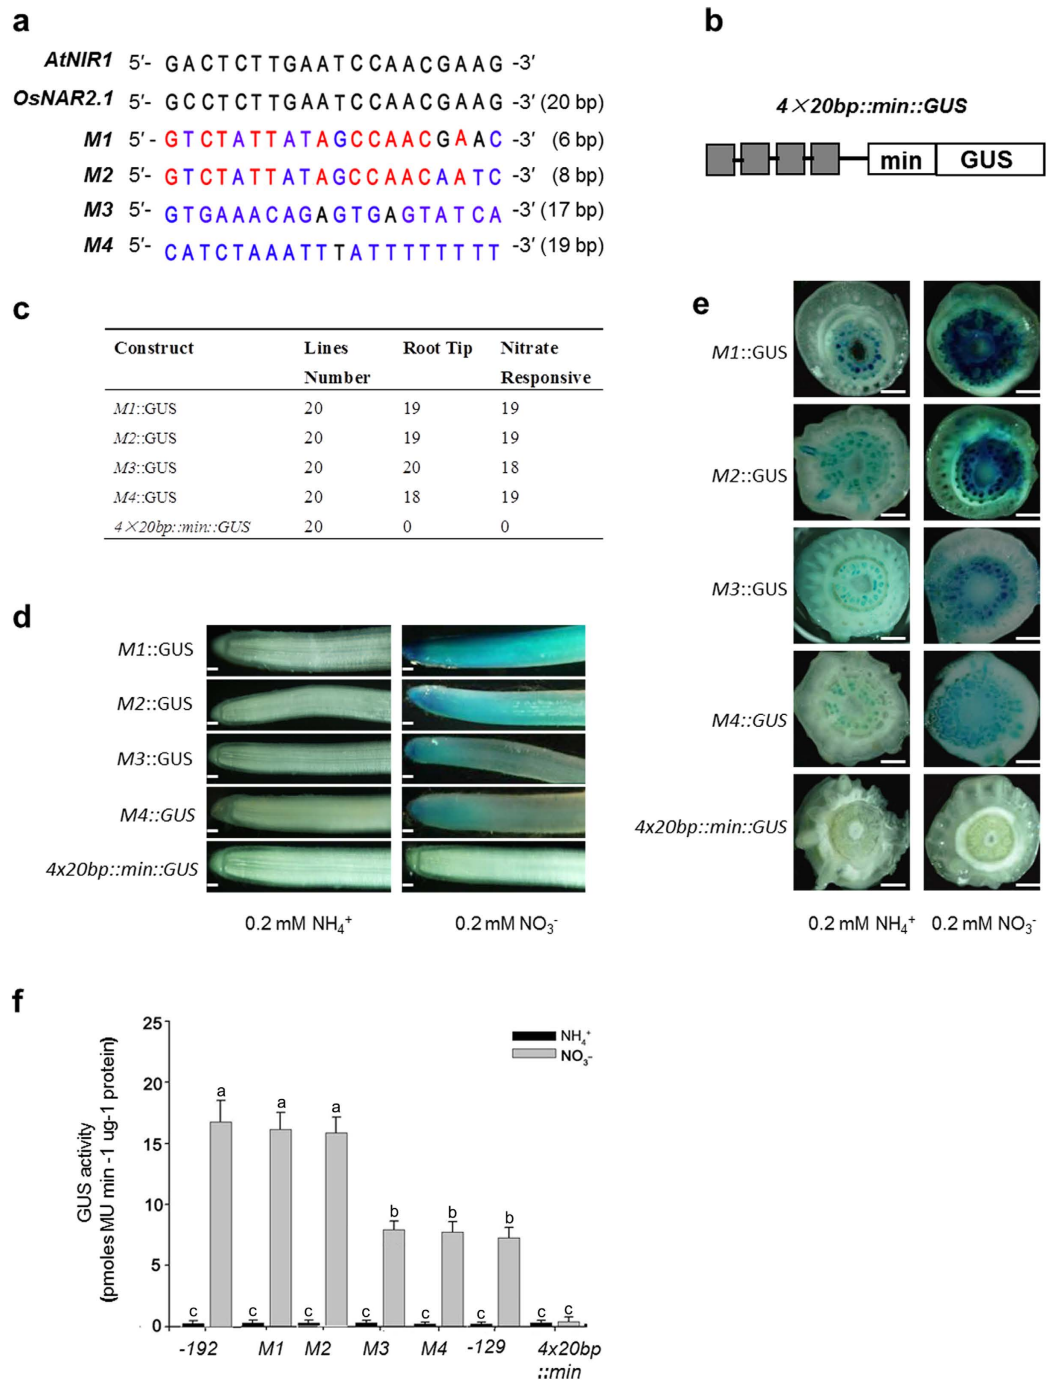 a
AtNIR1 5′- GACTCTTGAATCCAACGAAG -3′
OsNAR2.1 5′- GCCTCTTGAATCCAACGAAG -3′ (20 bp)
M1 5′- GTCTATTATAGCCAACGAAC -3′ (6 bp)
M2 5′- GTCTATTATAGCCAACAATC -3′ (8 bp)
M3 5′- GTGAAACAGAGTGAGTATCA -3′ (17 bp)
M4 5′- CATCTAAATTTATTTTTTTT -3′ (19 bp)
b
4×20bp::min::GUS
min GUS
c
Construct Lines Number Root Tip Nitrate Responsive
M1::GUS 20 19 19
M2::GUS 20 19 19
M3::GUS 20 20 18
M4::GUS 20 18 19
4×20bp::min::GUS 20 0 0
d
M1::GUS
M2::GUS
M3::GUS
M4::GUS
4x20bp::min::GUS
0.2 mM NH₄⁺ 0.2 mM NO₃⁻
e
M1::GUS
M2::GUS
M3::GUS
M4::GUS
4x20bp::min::GUS
0.2 mM NH₄⁺ 0.2 mM NO₃⁻
f
GUS activity
(pmoles MU min -1 ug-1 protein)
25
20
15
10
5
0
NH₄⁺
NO₃⁻
c a c a c a c b c b c b c c
-192 M1 M2 M3 M4 -129 4x20bp
::min